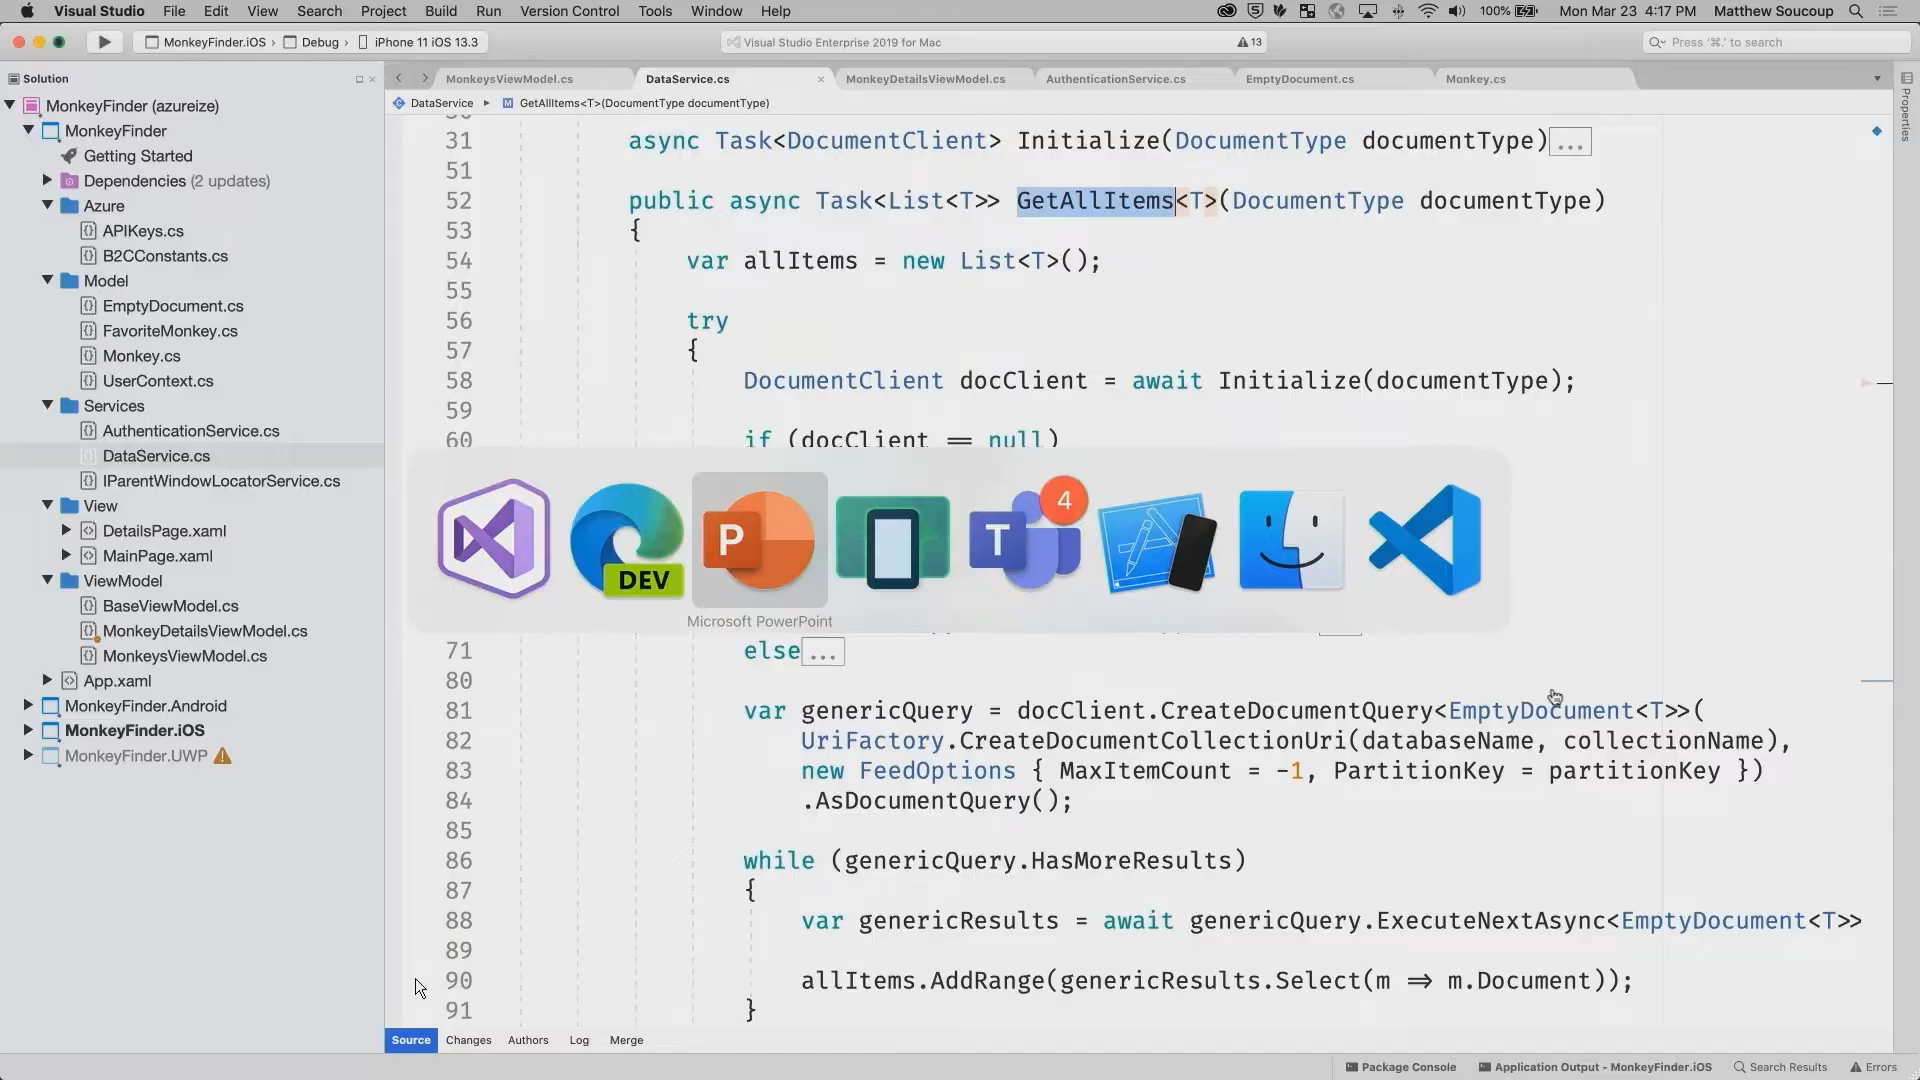 Visual Studio File Edit View Search Project Build Run Version Control Tools Window Help 100% Mon Mar 23 4:17 PM Matthew Soucoup
MonkeyFinder.iOS Debug iPhone 11 iOS 13.3 Visual Studio Enterprise 2019 for Mac 13 Press '⌘.' to search
Solution
MonkeysViewModel.cs DataService.cs MonkeyDetailsViewModel.cs AuthenticationService.cs EmptyDocument.cs Monkey.cs
DataService GetAllItems<T>(DocumentType documentType)
Properties
MonkeyFinder (azureize)
MonkeyFinder
Getting Started
Dependencies (2 updates)
Azure
APIKeys.cs
B2CConstants.cs
Model
EmptyDocument.cs
FavoriteMonkey.cs
Monkey.cs
UserContext.cs
Services
AuthenticationService.cs
DataService.cs
IParentWindowLocatorService.cs
View
DetailsPage.xaml
MainPage.xaml
ViewModel
BaseViewModel.cs
MonkeyDetailsViewModel.cs
MonkeysViewModel.cs
App.xaml
MonkeyFinder.Android
MonkeyFinder.iOS
MonkeyFinder.UWP
31 async Task<DocumentClient> Initialize(DocumentType documentType)...
51
52 public async Task<List<T>> GetAllItems<T>(DocumentType documentType)
53 {
54 var allItems = new List<T>();
55
56 try
57 {
58 DocumentClient docClient = await Initialize(documentType);
59
60 if (docClient == null)
P
DEV
T
4
Microsoft PowerPoint
71 else...
80
81 var genericQuery = docClient.CreateDocumentQuery<EmptyDocument<T>>(
82 UriFactory.CreateDocumentCollectionUri(databaseName, collectionName),
83 new FeedOptions { MaxItemCount = -1, PartitionKey = partitionKey })
84 .AsDocumentQuery();
85
86 while (genericQuery.HasMoreResults)
87 {
88 var genericResults = await genericQuery.ExecuteNextAsync<EmptyDocument<T>>
89
90 allItems.AddRange(genericResults.Select(m => m.Document));
91 }
Source Changes Authors Log Merge
Package Console Application Output - MonkeyFinder.iOS Search Results Errors